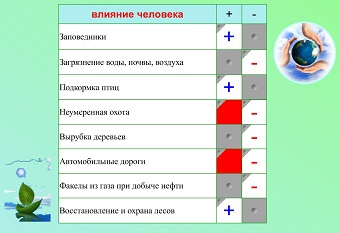 влияние человека + -
Заповедники +
Загрязнение воды, почвы, воздуха -
Подкормка птиц +
Неумеренная охота -
Вырубка деревьев -
Автомобильные дороги -
Факелы из газа при добыче нефти -
Восстановление и охрана лесов +